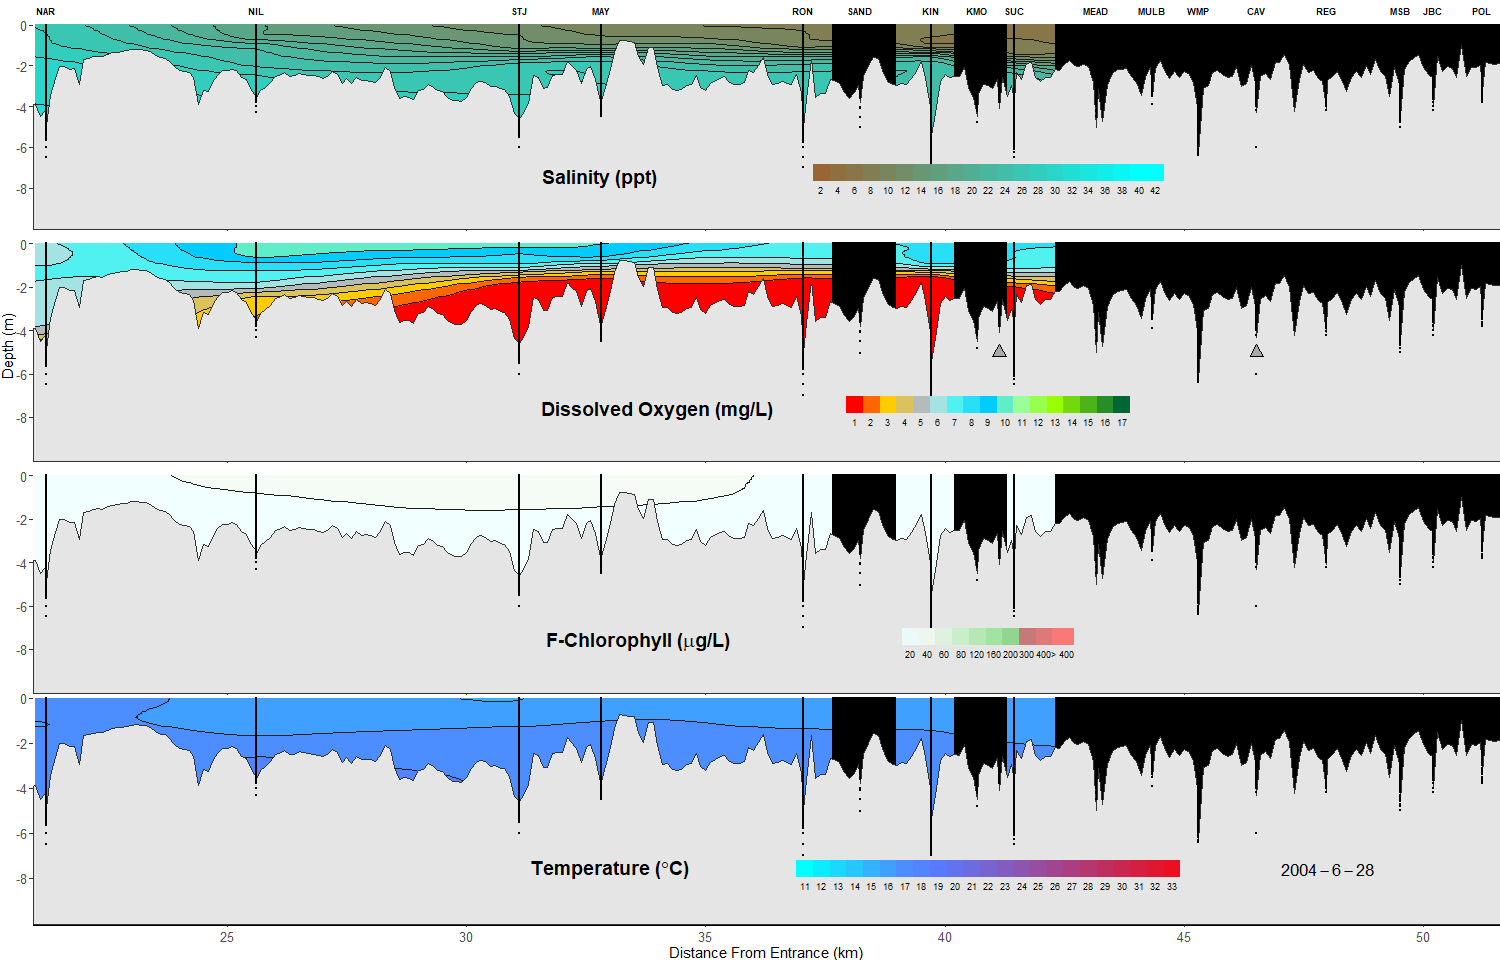 NAR NIL STJ MAY RON SAND KIN KMO SUC MEAD MULB WMP CAV REG MSB JBC POL
0
-2
-4
-6
-8
Salinity (ppt)
2 4 6 8 10 12 14 16 18 20 22 24 26 28 30 32 34 36 38 40 42
0
-2
-4
-6
-8
Depth (m)
Dissolved Oxygen (mg/L)
1 2 3 4 5 6 7 8 9 10 11 12 13 14 15 16 17
0
-2
-4
-6
-8
F-Chlorophyll (µg/L)
20 40 60 80 120 160 200 300 400> 400
0
-2
-4
-6
-8
Temperature (°C)
11 12 13 14 15 16 17 18 19 20 21 22 23 24 25 26 27 28 29 30 31 32 33
2004-6-28
25 30 35 40 45 50
Distance From Entrance (km)